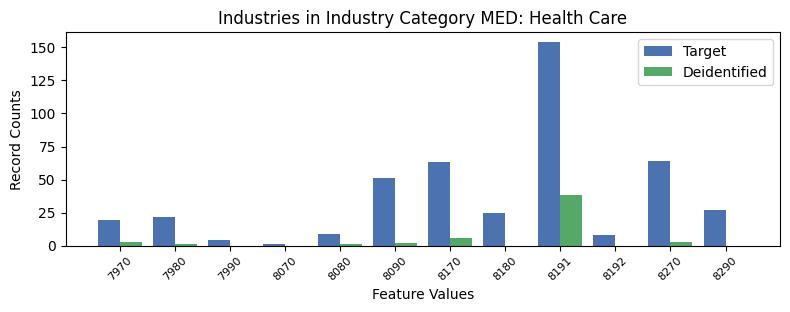 Industries in Industry Category MED: Health Care
Record Counts
150
125
100
75
50
25
0
Target
Deidentified
7970 7980 7990 8070 8080 8090 8170 8180 8191 8192 8270 8290
Feature Values